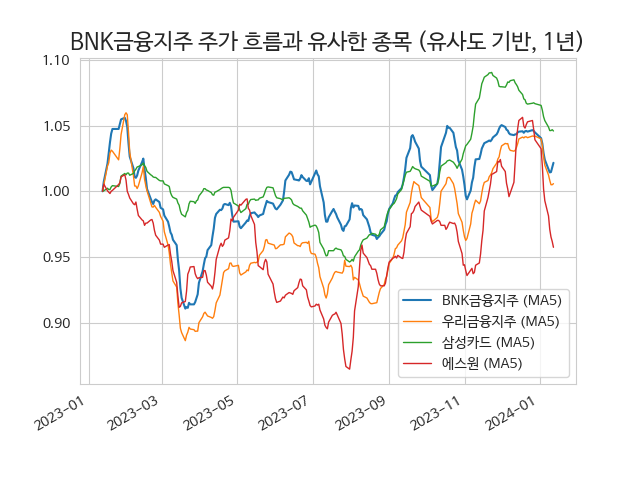 BNK금융지주 주가 흐름과 유사한 종목 (유사도 기반, 1년)
1.10
1.05
1.00
0.95
0.90
BNK금융지주 (MA5)
우리금융지주 (MA5)
삼성카드 (MA5)
에스원 (MA5)
2023-01
2023-03
2023-05
2023-07
2023-09
2023-11
2024-01